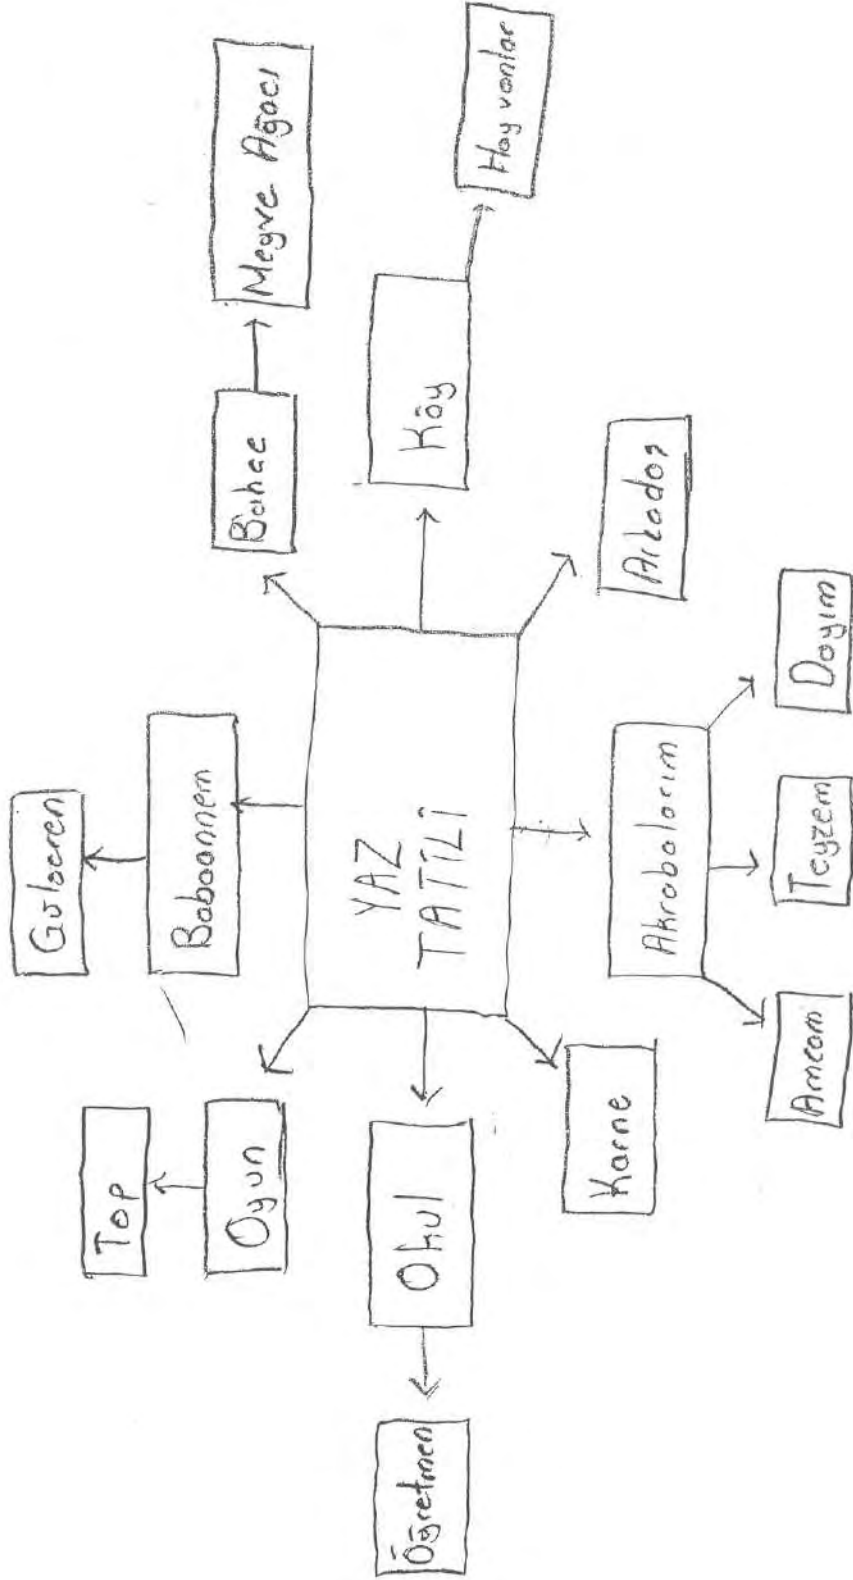 Güloeren
Meyve Ağacı
Top
Babaannem
Bahçe
Oyun
Hayvanlar
YAZ
TATİLİ
Köy
Öğretmen
Okul
Karne
Akrabalarım
Arkadaş
Amcam
Teyzem
Dayım